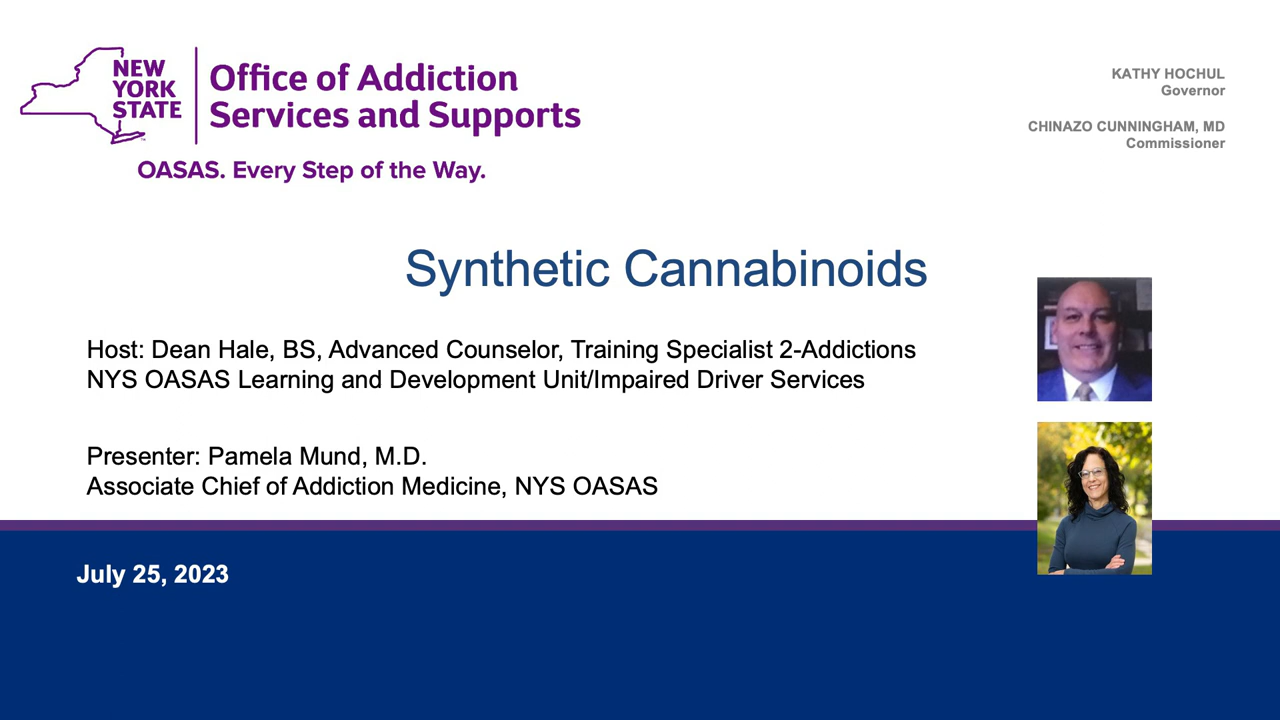 NEW
YORK
STATE
Office of Addiction
Services and Supports
OASAS. Every Step of the Way.
KATHY HOCHUL
Governor
CHINAZO CUNNINGHAM, MD
Commissioner
Synthetic Cannabinoids
Host: Dean Hale, BS, Advanced Counselor, Training Specialist 2-Addictions
NYS OASAS Learning and Development Unit/Impaired Driver Services
Presenter: Pamela Mund, M.D.
Associate Chief of Addiction Medicine, NYS OASAS
July 25, 2023